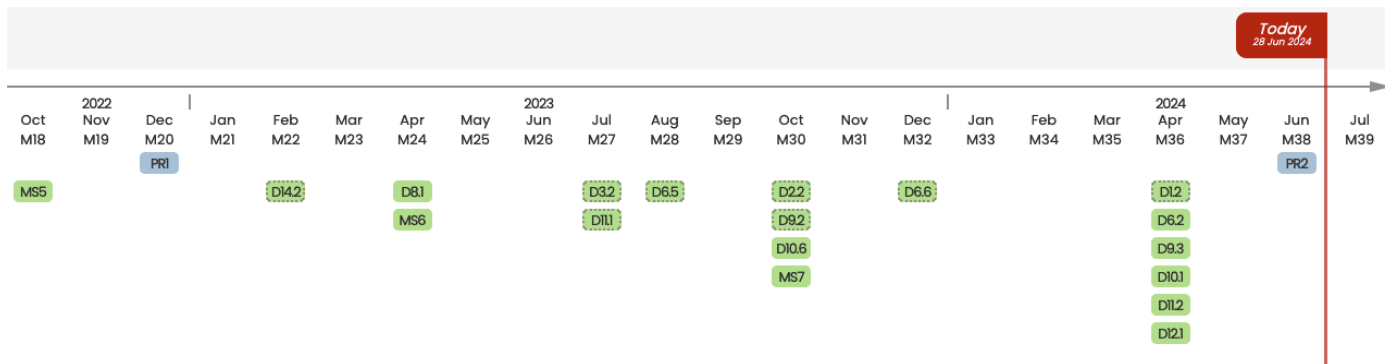 Today
28 Jun 2024
2022 2023 2024
Oct Nov Dec Jan Feb Mar Apr May Jun Jul Aug Sep Oct Nov Dec Jan Feb Mar Apr May Jun Jul
M18 M19 M20 M21 M22 M23 M24 M25 M26 M27 M28 M29 M30 M31 M32 M33 M34 M35 M36 M37 M38 M39
PR1 PR2
MS5 D14.2 D8.1 D3.2 D6.5 D2.2 D6.6 D1.2
MS6 D11.1 D9.2 D6.2
D10.6 D9.3
MS7 D10.1
D11.2
D12.1